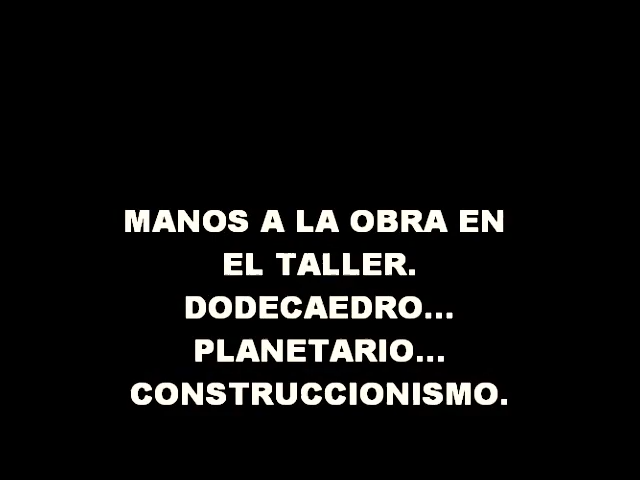 MANOS A LA OBRA EN
EL TALLER.
DODECAEDRO...
PLANETARIO...
CONSTRUCCIONISMO.